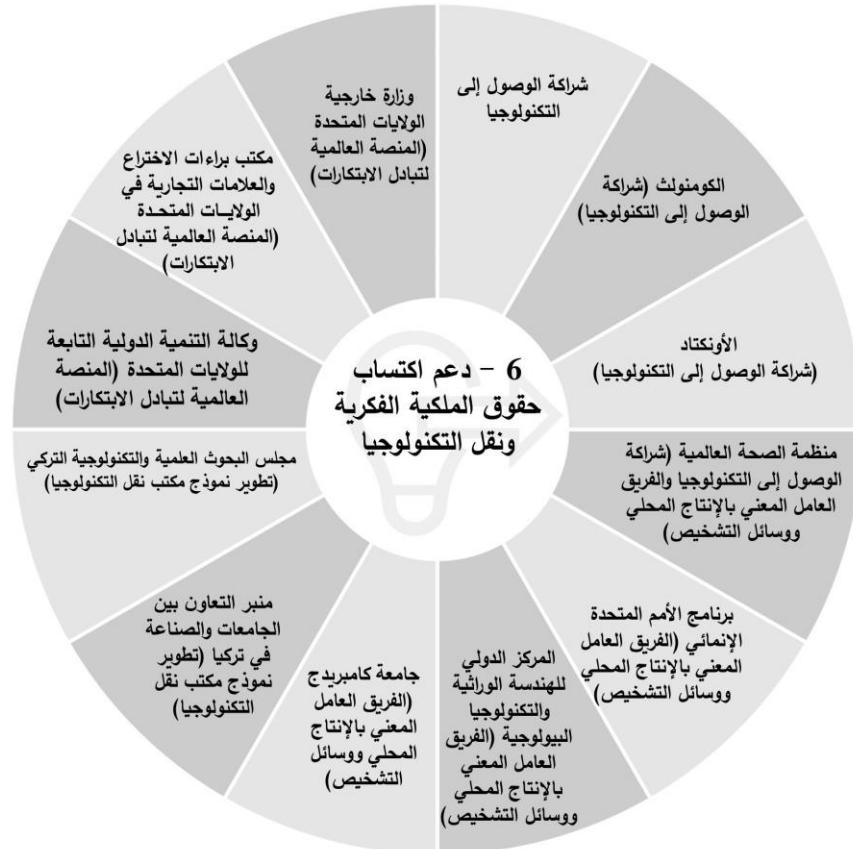 شراكة الوصول إلى
التكنولوجيا
الكومنولث (شراكة
الوصول إلى التكنولوجيا)
الأونكتاد
(شراكة الوصول إلى التكنولوجيا)
منظمة الصحة العالمية (شراكة
الوصول إلى التكنولوجيا والفريق
العامل المعني بالإنتاج المحلي
ووسائل التشخيص)
برنامج الأمم المتحدة
الإنمائي (الفريق العامل
المعني بالإنتاج المحلي
ووسائل التشخيص)
المركز الدولي
للهندسة الوراثية
والتكنولوجيا
البيولوجية (الفريق
العامل المعني
بالإنتاج المحلي
ووسائل التشخيص)
جامعة كامبريدج
(الفريق العامل
المعني بالإنتاج
المحلي ووسائل
التشخيص)
منبر التعاون بين
الجامعات والصناعة
في تركيا (تطوير
نموذج مكتب نقل
التكنولوجيا)
مجلس البحوث العلمية والتكنولوجية التركي
(تطوير نموذج مكتب نقل التكنولوجيا)
وكالة التنمية الدولية التابعة
للولايات المتحدة (المنصة
العالمية لتبادل الابتكارات)
مكتب براءات الاختراع
والعلامات التجارية في
الولايــات المتحـدة
(المنصة العالمية لتبادل
الابتكارات)
وزارة خارجية
الولايات المتحدة
(المنصة العالمية
لتبادل الابتكارات)
6 – دعم اكتساب
حقوق الملكية الفكرية
ونقل التكنولوجيا